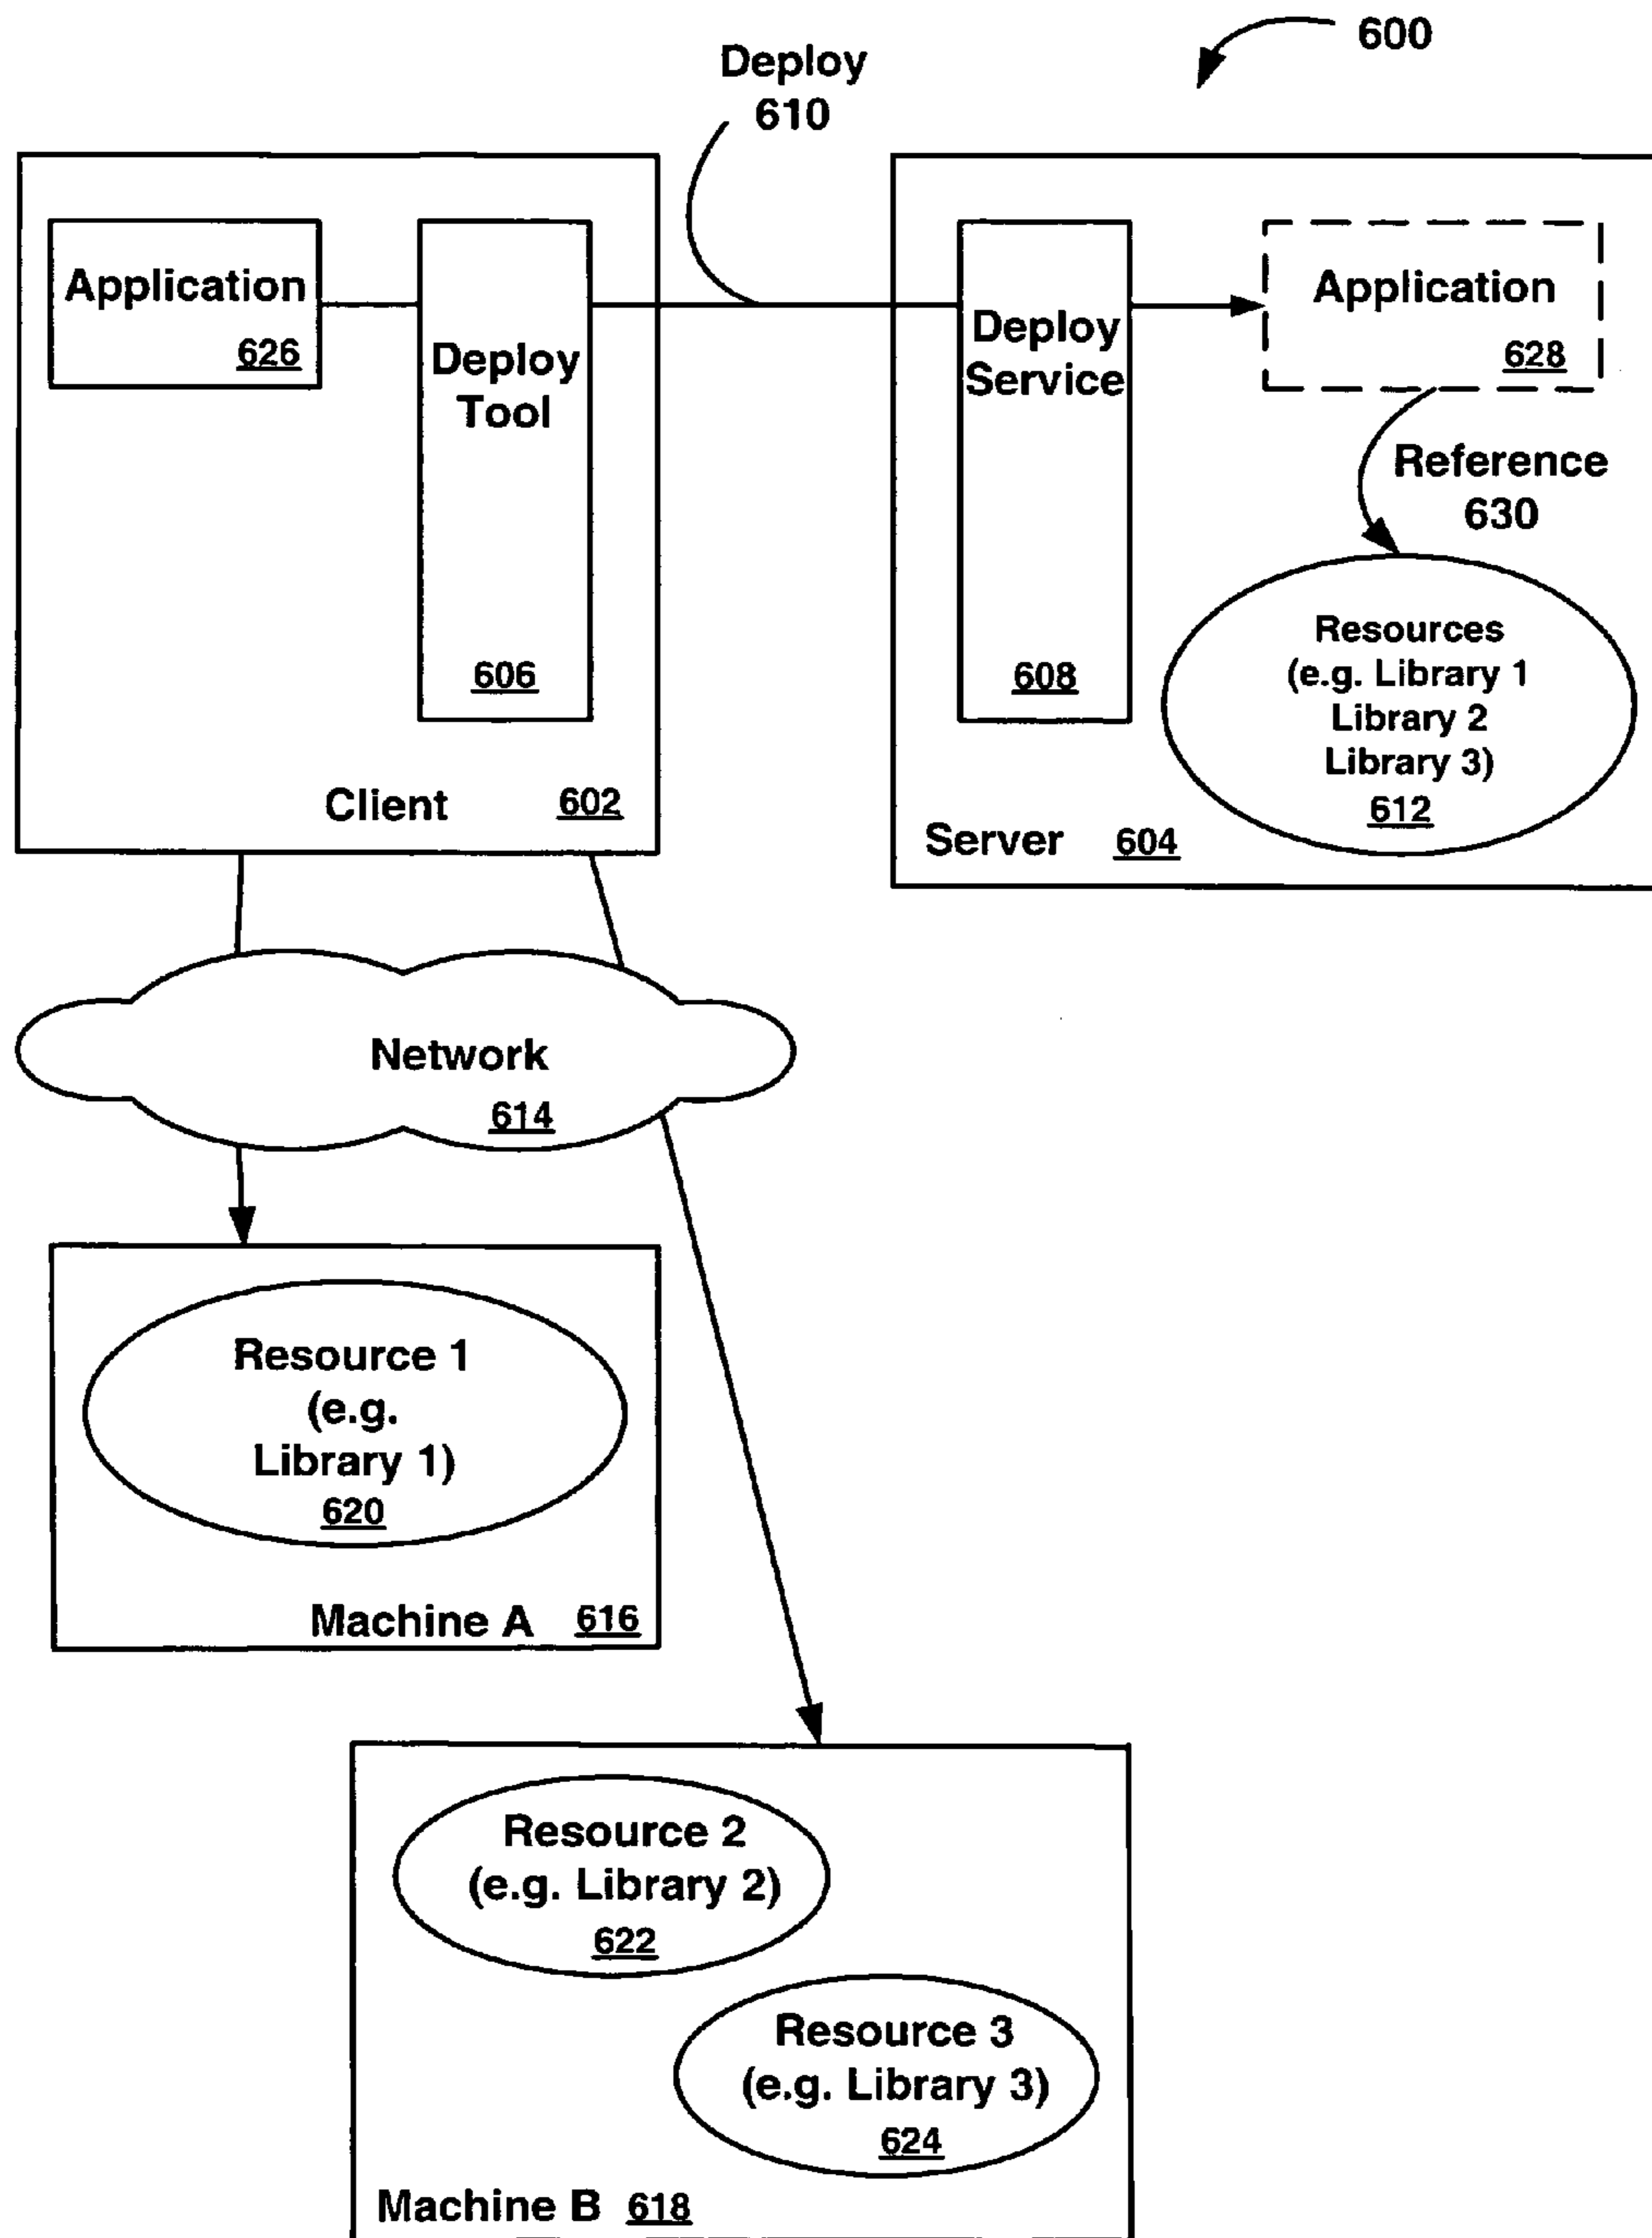 600
Deploy
610
Application
626
Deploy
Tool
606
Client 602
Deploy
Service
608
Application
628
Reference
630
Resources
(e.g. Library 1
Library 2
Library 3)
612
Server 604
Network
614
Resource 1
(e.g.
Library 1)
620
Machine A 616
Resource 2
(e.g. Library 2)
622
Resource 3
(e.g. Library 3)
624
Machine B 618